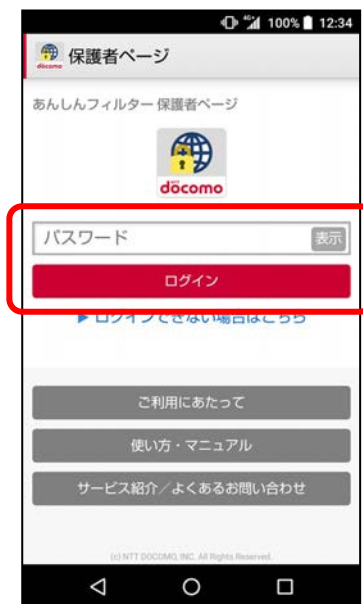 4G 100% 12:34
döcomo 保護者ページ
あんしんフィルター 保護者ページ
NTT
döcomo
パスワード 表示
ログイン
▶ ログインできない場合はこちら
ご利用にあたって
使い方・マニュアル
サービス紹介/よくあるお問い合わせ
(c) NTT DOCOMO, INC. All Rights Reserved.